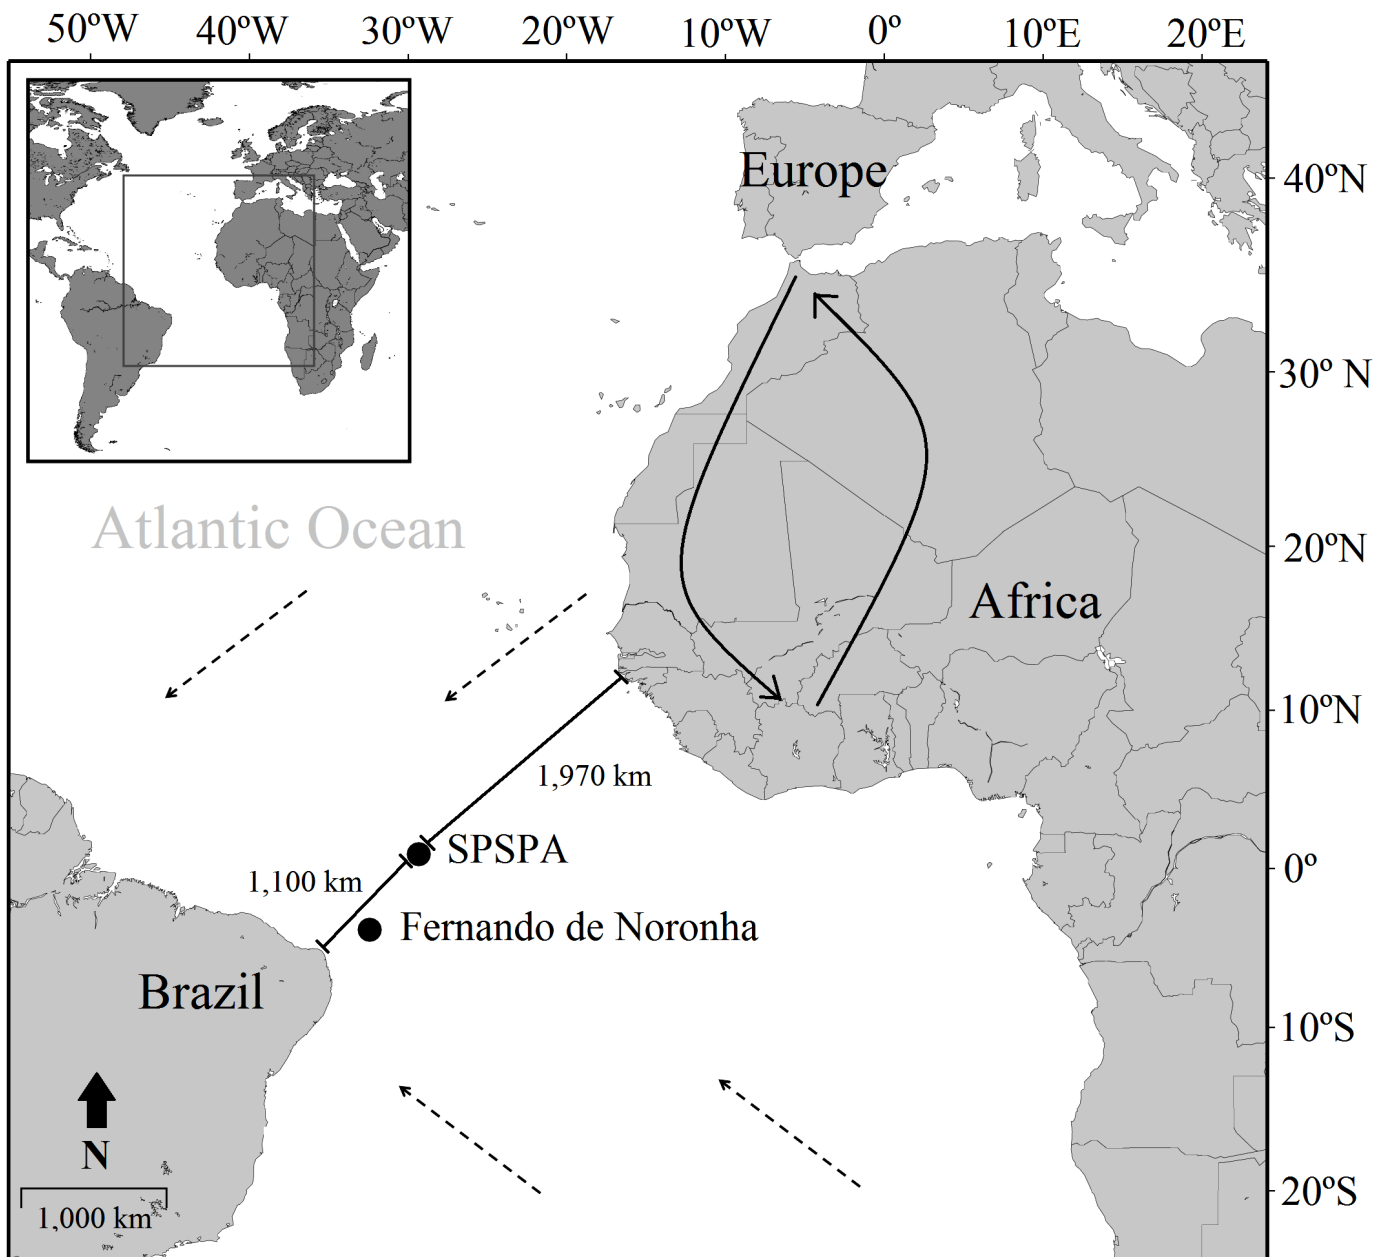 50ºW 40ºW 30ºW 20ºW 10ºW 0º 10ºE 20ºE
Europe
40ºN
30º N
Atlantic Ocean
20ºN
Africa
10ºN
1,970 km
SPSPA
0º
1,100 km
Fernando de Noronha
Brazil
10ºS
N
20ºS
1,000 km